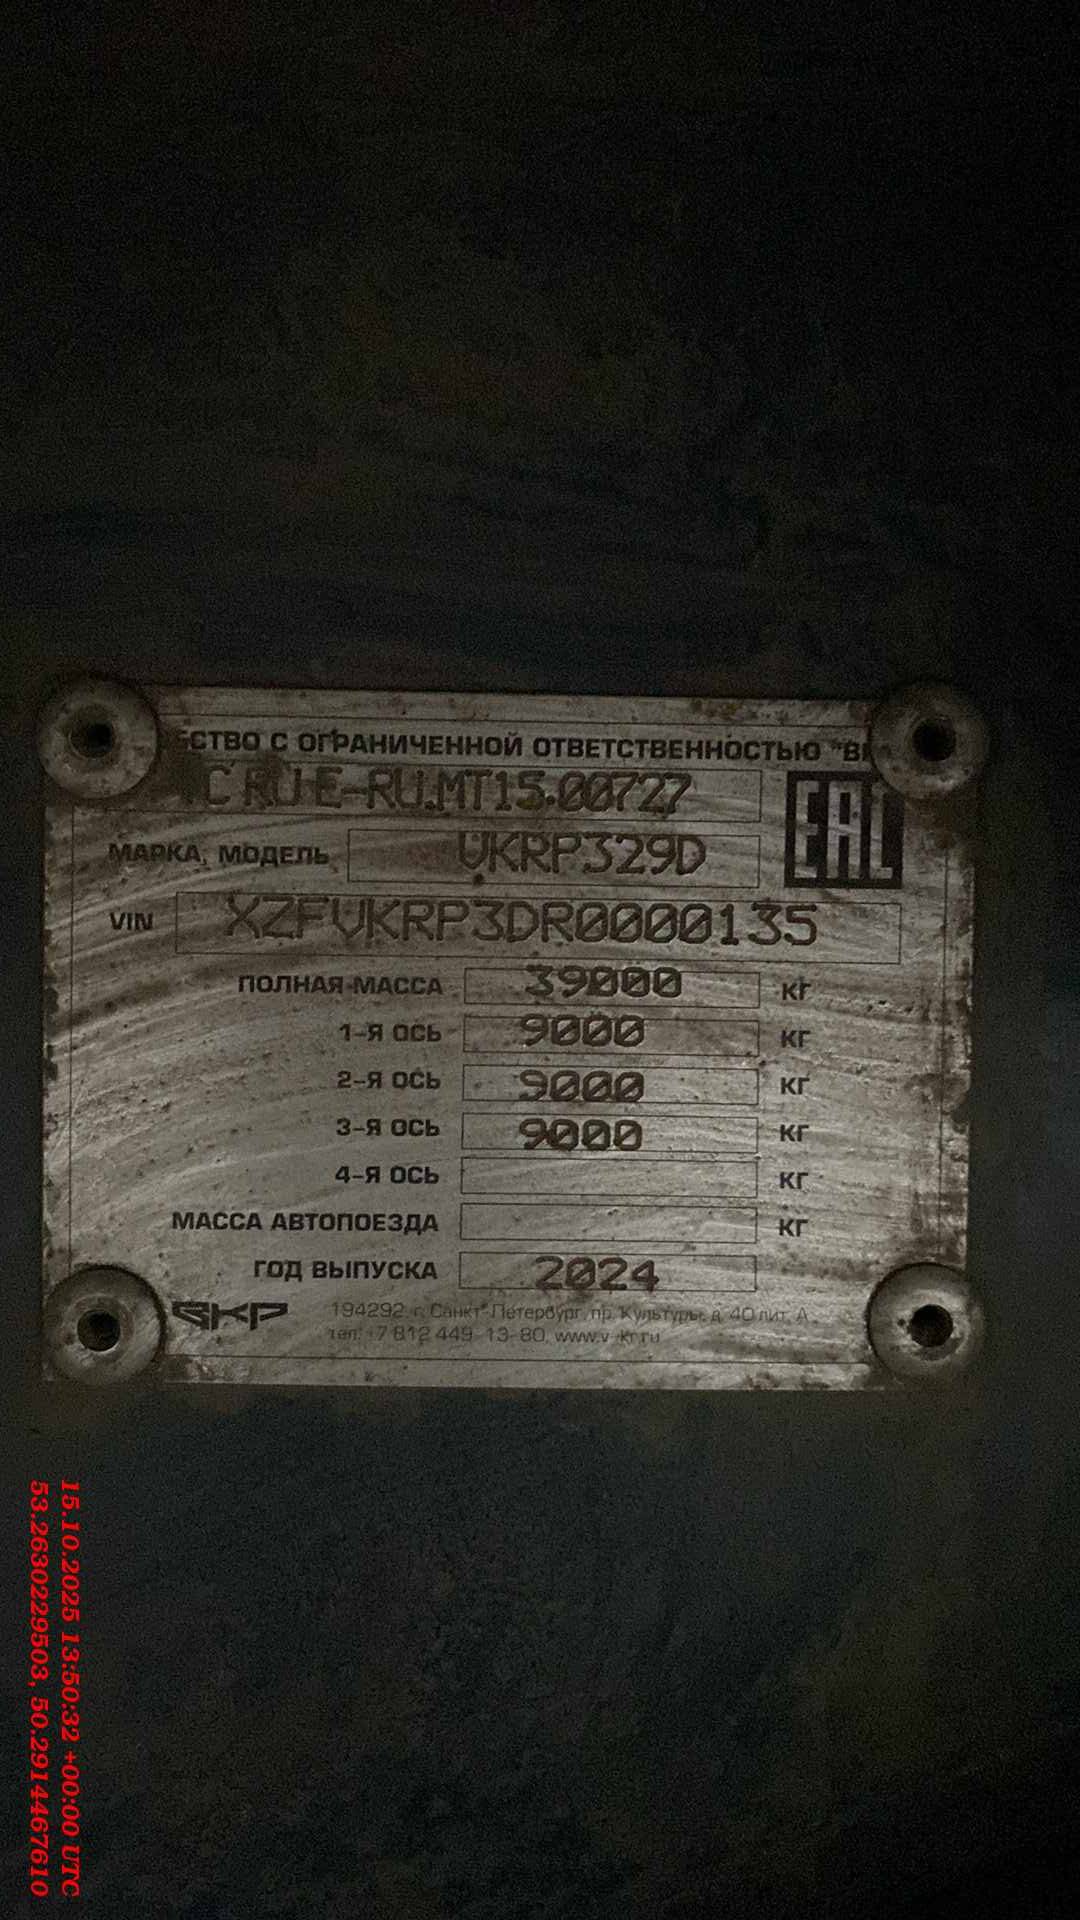 СТВО С ОГРАНИЧЕННОЙ ОТВЕТСТВЕННОСТЬЮ "В
ТС RU E-RU.MT15.00727
EAC
МАРКА, МОДЕЛЬ VKRP329D
VIN XZFVKRP3DR0000135
ПОЛНАЯ МАССА 39000 КГ
1-Я ОСЬ 9000 КГ
2-Я ОСЬ 9000 КГ
3-Я ОСЬ 9000 КГ
4-Я ОСЬ КГ
МАССА АВТОПОЕЗДА КГ
ГОД ВЫПУСКА 2024
ВКР 194292, г. Санкт-Петербург, пр. Культуры, д. 40 лит. А
тел. +7 812 449-13-80, www.v-kr.ru
15.10.2025 13:50:32 +00:00 UTC
53.2630229503, 50.2914467610